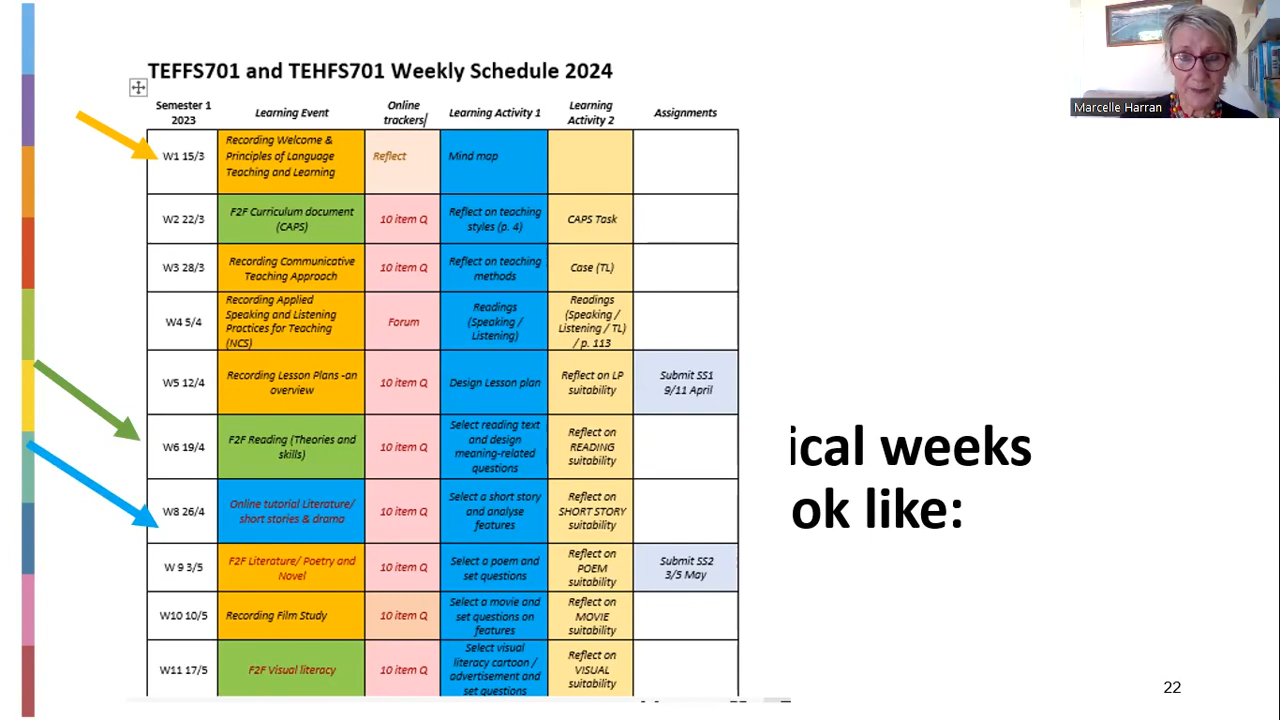 TEFFS701 and TEHFS701 Weekly Schedule 2024
Semester 1
2023
Learning Event
Online
trackers
Learning Activity 1
Learning
Activity 2
Assignments
W1 15/3
Recording Welcome &
Principles of Language
Teaching and Learning
Reflect
Mind map
W2 22/3
F2F Curriculum document
(CAPS)
10 item Q
Reflect on teaching
styles (p. 4)
CAPS Task
W3 28/3
Recording Communicative
Teaching Approach
10 item Q
Reflect on teaching
methods
Case (TL)
W4 5/4
Recording Applied
Speaking and Listening
Practices for Teaching
(NCS)
Forum
Readings
(Speaking /
Listening)
Readings
(Speaking /
Listening / TL)
/ p. 113
W5 12/4
Recording Lesson Plans -an
overview
10 item Q
Design Lesson plan
Reflect on LP
suitability
Submit SS1
9/11 April
W6 19/4
F2F Reading (Theories and
skills)
10 item Q
Select reading text
and design
meaning-related
questions
Reflect on
READING
suitability
W8 26/4
Online tutorial Literature/
short stories & drama
10 item Q
Select a short story
and analyse
features
Reflect on
SHORT STORY
suitability
W 9 3/5
F2F Literature/ Poetry and
Novel
10 item Q
Select a poem and
set questions
Reflect on
POEM
suitability
Submit SS2
3/5 May
W10 10/5
Recording Film Study
10 item Q
Select a movie and
set questions on
features
Reflect on
MOVIE
suitability
W11 17/5
F2F Visual literacy
10 item Q
Select visual
literacy cartoon /
advertisement and
set questions
Reflect on
VISUAL
suitability
ical weeks
ok like:
Marcelle Harran
22